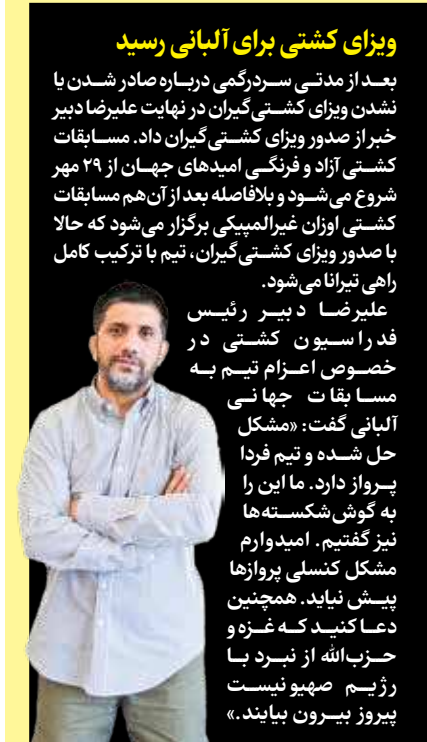 ویزای کشتی برای آلبانی رسید
بعد از مدتی سردرگمی درباره صادر شدن یا
نشدن ویزای کشتی‌گیران در نهایت علیرضا دبیر
خبر از صدور ویزای کشتی‌گیران داد. مسابقات
کشتی آزاد و فرنگی امیدهای جهان از ۲۹ مهر
شروع می‌شود و بلافاصله بعد از آن هم مسابقات
کشتی اوزان غیرالمپیکی برگزار می‌شود که حالا
با صدور ویزای کشتی‌گیران، تیم با ترکیب کامل
راهی تیرانا می‌شود.
علیرضا دبیر رئیس
فدراسیون کشتی در
خصوص اعزام تیم به
مسابقات جهانی
آلبانی گفت: «مشکل
حل شده و تیم فردا
پرواز دارد. ما این را
به گوش‌شکسته‌ها
نیز گفتیم. امیدوارم
مشکل کنسلی پروازها
پیش نیاید. همچنین
دعا کنید که غزه و
حزب‌الله از نبرد با
رژیم صهیونیست
پیروز بیرون بیایند.»